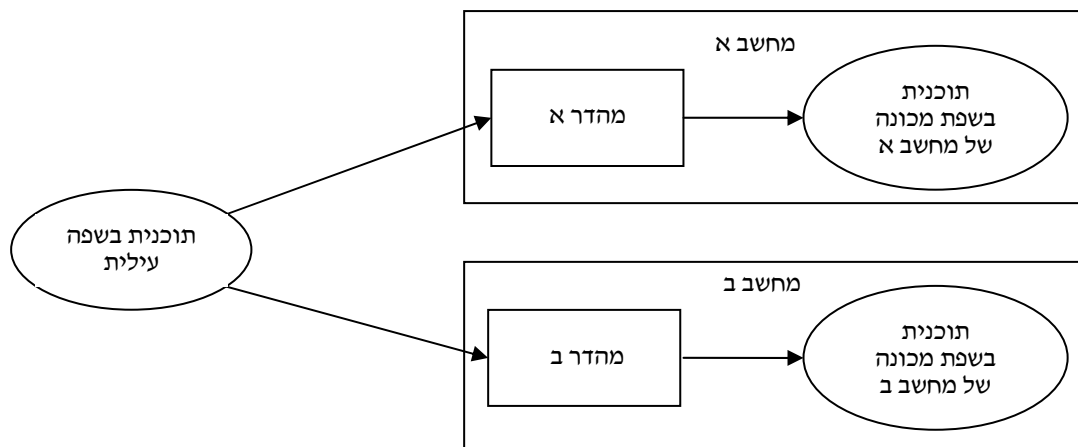 מחשב א
מהדר א
תוכנית
בשפת מכונה
של מחשב א
תוכנית בשפה
עילית
מחשב ב
מהדר ב
תוכנית
בשפת מכונה
של מחשב ב